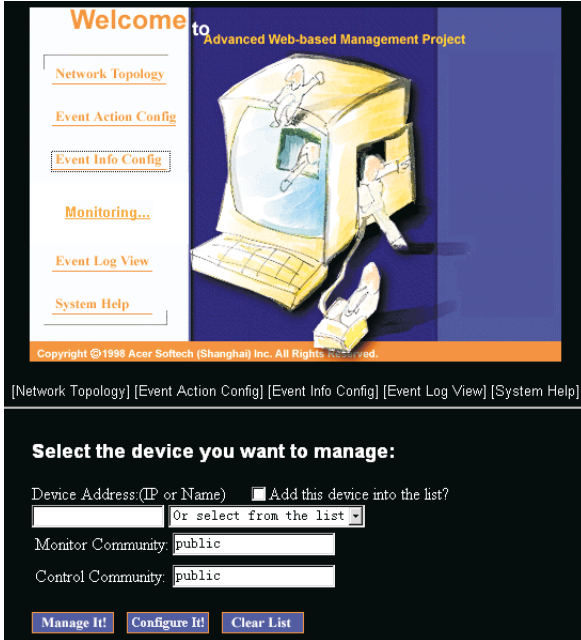 Welcome to
Advanced Web-based Management Project
Network Topology
Event Action Config
Event Info Config
Monitoring...
Event Log View
System Help
Copyright ©1998 Acer Softech (Shanghai) Inc. All Rights Reserved.
[Network Topology] [Event Action Config] [Event Info Config] [Event Log View] [System Help]
Select the device you want to manage:
Device Address:(IP or Name) Add this device into the list?
Or select from the list
Monitor Community: public
Control Community: public
Manage It! Configure It! Clear List